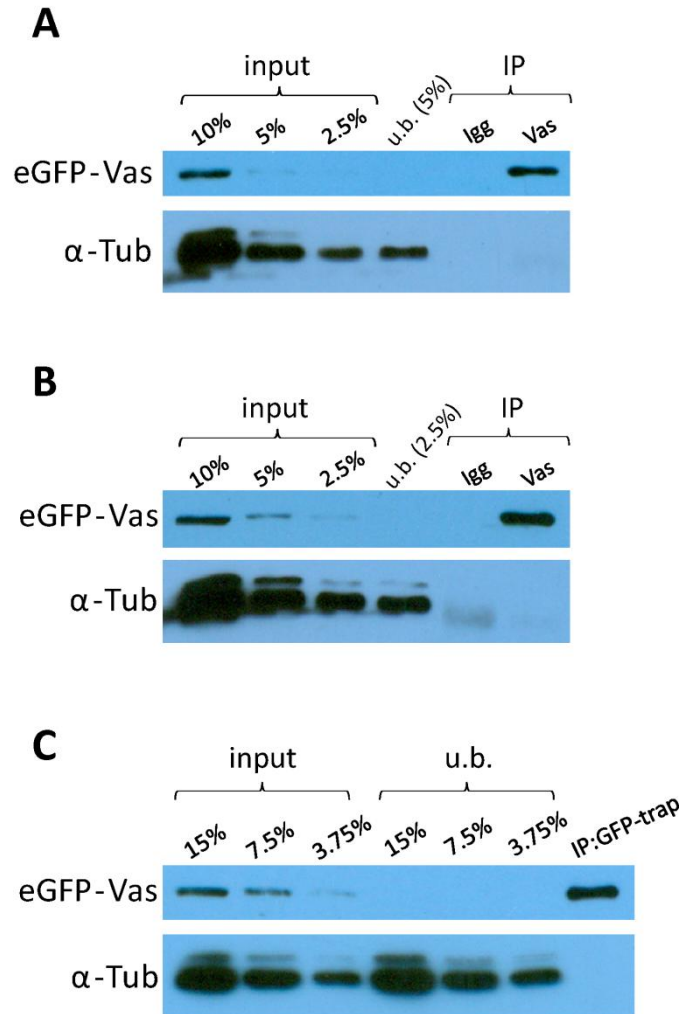 A
input IP
10% 5% 2.5% u.b. (5%) Igg Vas
eGFP-Vas
α-Tub
B
input IP
10% 5% 2.5% u.b. (2.5%) Igg Vas
eGFP-Vas
α-Tub
C
input u.b.
15% 7.5% 3.75% 15% 7.5% 3.75% IP:GFP-trap
eGFP-Vas
α-Tub